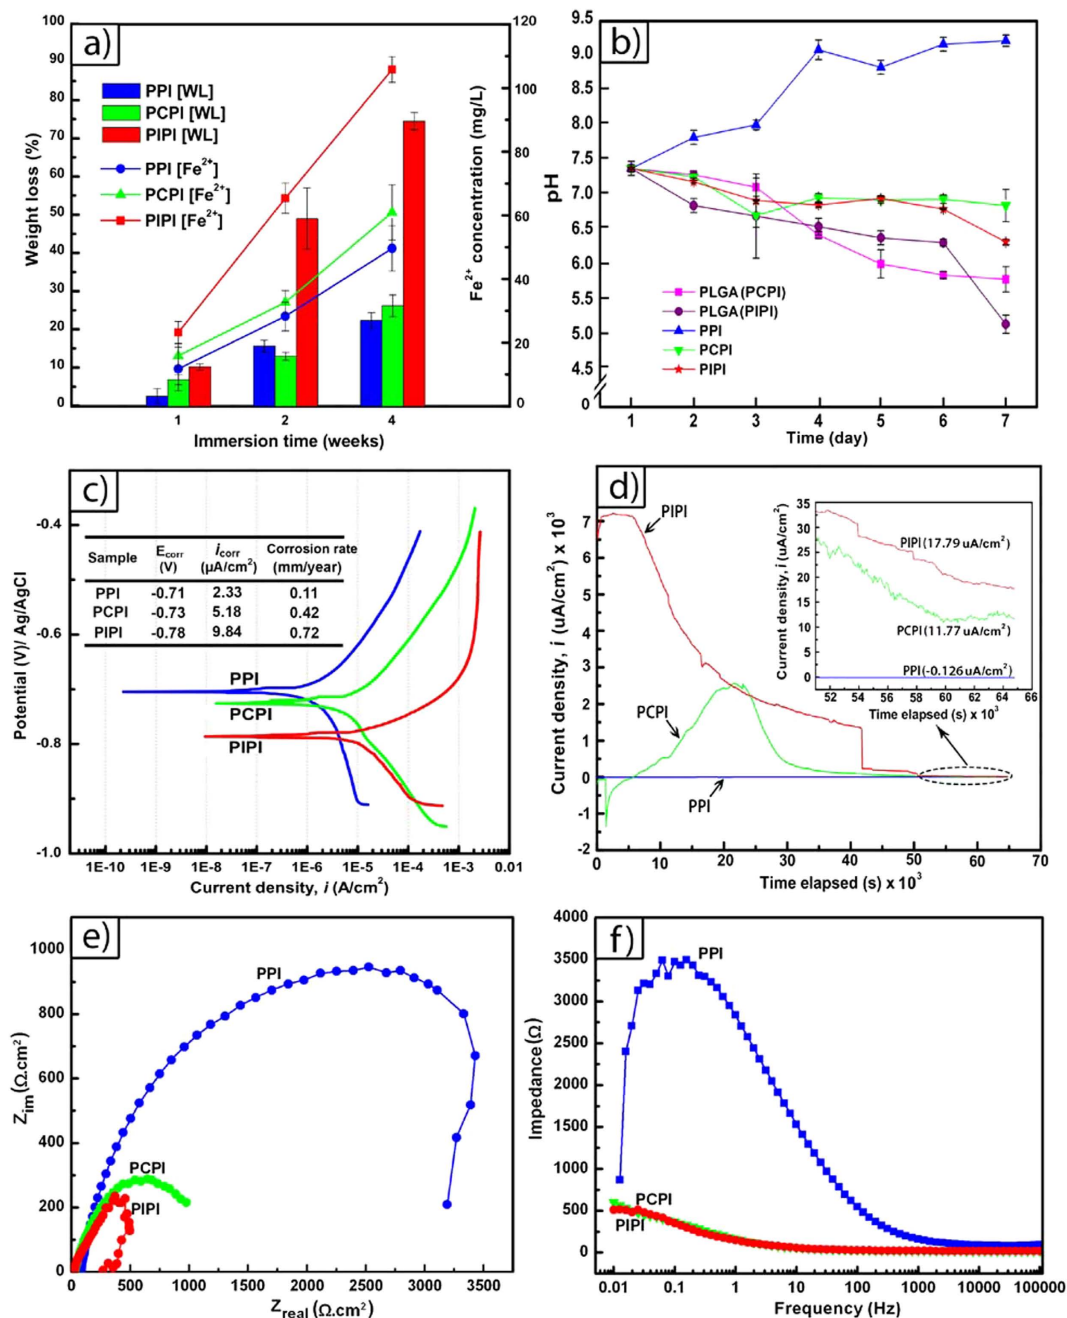 a)
100
90
80
70
60
50
40
30
20
10
0
Weight loss (%)
PPI [WL]
PCPI [WL]
PIPI [WL]
PPI [Fe²⁺]
PCPI [Fe²⁺]
PIPI [Fe²⁺]
120
100
80
60
40
20
0
Fe²⁺ concentration (mg/L)
1 2 4
Immersion time (weeks)
b)
9.5
9.0
8.5
8.0
7.5
7.0
6.5
6.0
5.5
5.0
4.5
0
pH
PLGA (PCPI)
PLGA (PIPI)
PPI
PCPI
PIPI
1 2 3 4 5 6 7
Time (day)
c)
-0.4
-0.6
-0.8
-1.0
Potential (V)/ Ag/AgCl
Sample E_corr (V) i_corr (µA/cm²) Corrosion rate (mm/year)
PPI -0.71 2.33 0.11
PCPI -0.73 5.18 0.42
PIPI -0.78 9.84 0.72
PPI
PCPI
PIPI
1E-10 1E-9 1E-8 1E-7 1E-6 1E-5 1E-4 1E-3 0.01
Current density, i (A/cm²)
d)
7
6
5
4
3
2
1
0
-1
-2
Current density, i (uA/cm²) x 10³
PIPI
PCPI
PPI
35
30
25
20
15
10
5
0
Current density, i (uA/cm²)
PIPI (17.79 uA/cm²)
PCPI (11.77 uA/cm²)
PPI (-0.126 uA/cm²)
52 54 56 58 60 62 64 66
Time elapsed (s) x 10³
0 10 20 30 40 50 60 70
Time elapsed (s) x 10³
e)
1000
800
600
400
200
0
Z_im (Ω.cm²)
PPI
PCPI
PIPI
0 500 1000 1500 2000 2500 3000 3500
Z_real (Ω.cm²)
f)
4000
3500
3000
2500
2000
1500
1000
500
0
Impedance (Ω)
PPI
PCPI
PIPI
0.01 0.1 1 10 100 1000 10000 100000
Frequency (Hz)